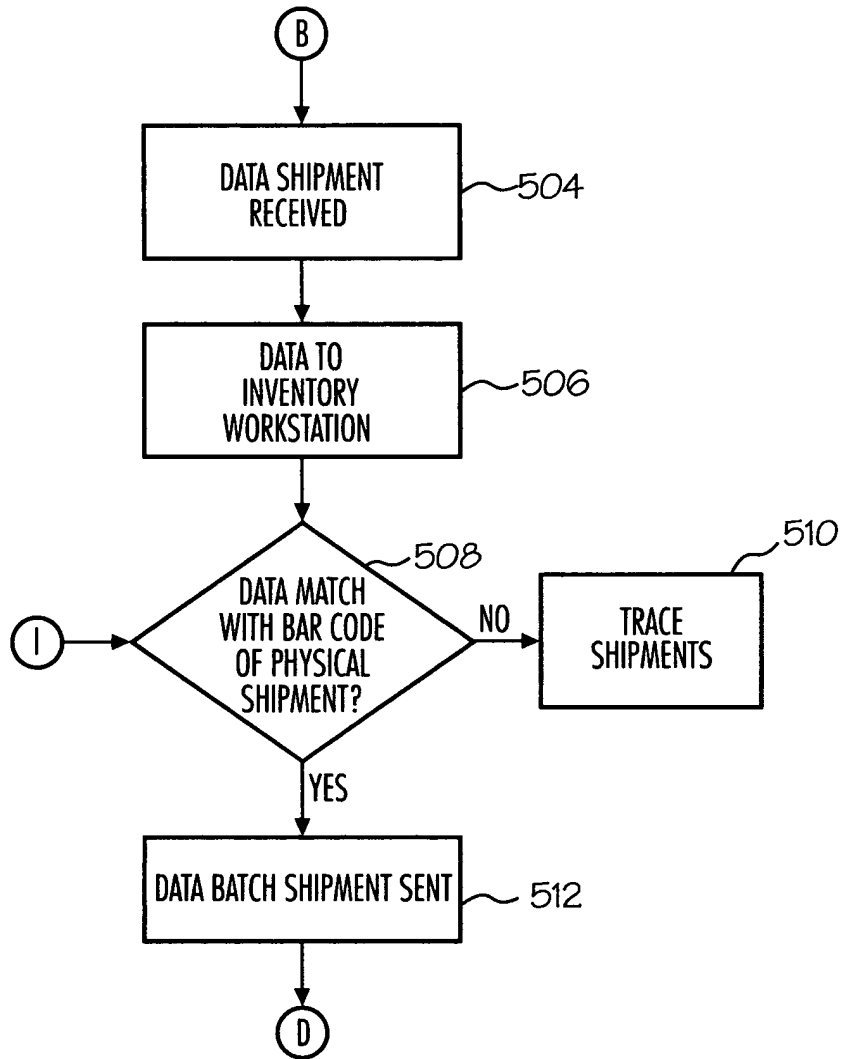 B
DATA SHIPMENT
RECEIVED
504
DATA TO
INVENTORY
WORKSTATION
506
508
DATA MATCH
WITH BAR CODE
OF PHYSICAL
SHIPMENT?
I
NO
510
TRACE
SHIPMENTS
YES
DATA BATCH SHIPMENT SENT
512
D